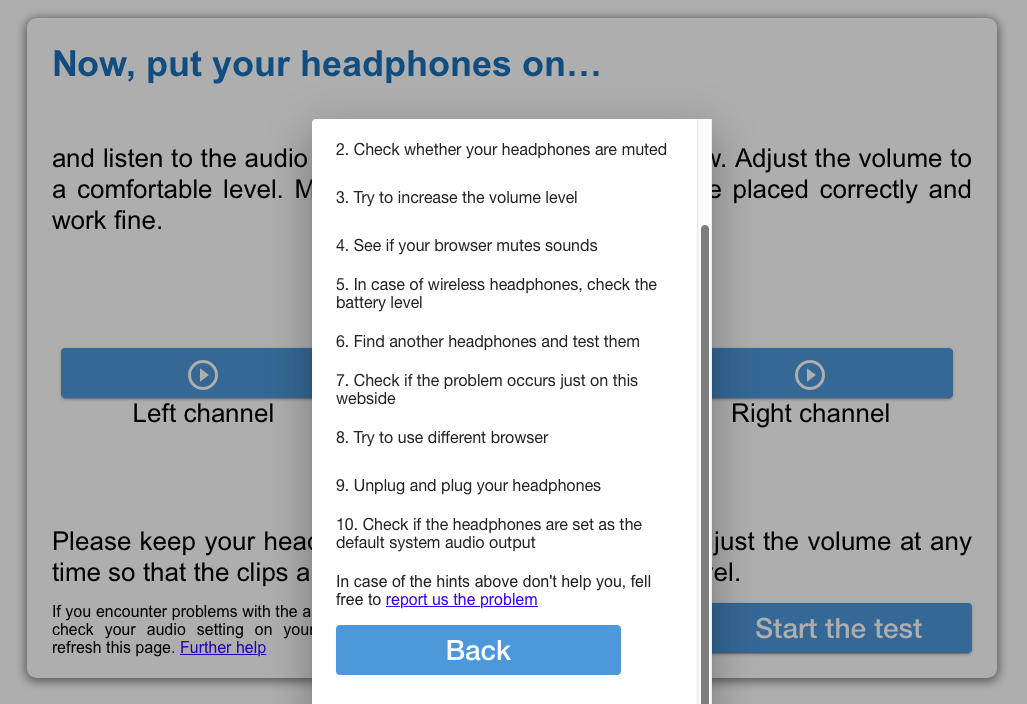 Now, put your headphones on…
and listen to the audio
w. Adjust the volume to
a comfortable level. M
e placed correctly and
work fine.
2. Check whether your headphones are muted
3. Try to increase the volume level
4. See if your browser mutes sounds
5. In case of wireless headphones, check the
battery level
6. Find another headphones and test them
7. Check if the problem occurs just on this
webside
8. Try to use different browser
9. Unplug and plug your headphones
10. Check if the headphones are set as the
default system audio output
In case of the hints above don't help you, fell
free to report us the problem
Back
Left channel
Right channel
Please keep your head
just the volume at any
time so that the clips a
el.
If you encounter problems with the a
check your audio setting on your
refresh this page. Further help
Start the test